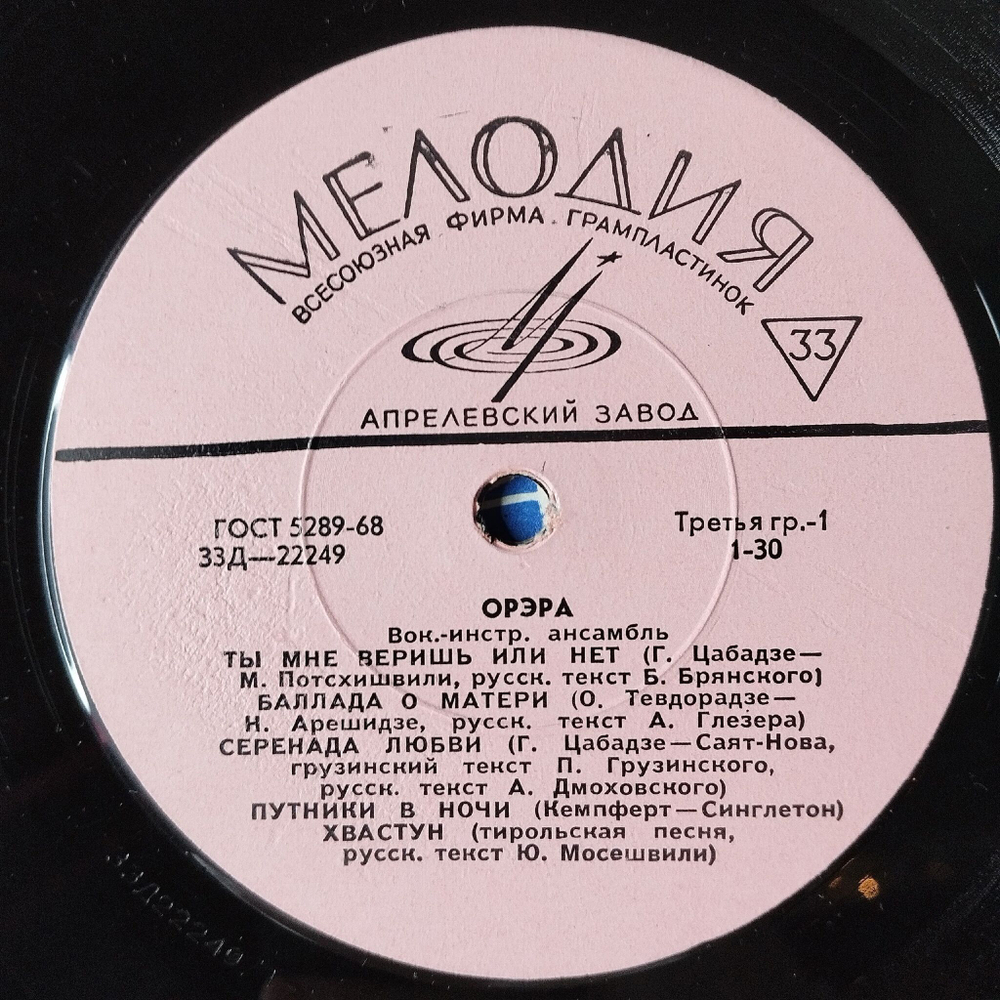 МЕЛОДИЯ
ВСЕСОЮЗНАЯ ФИРМА ГРАМПЛАСТИНОК
33
АПРЕЛЕВСКИЙ ЗАВОД
ГОСТ 5289-68
Третья гр.-1
33Д—22249
1-30
ОРЭРА
Вок.-инстр. ансамбль
ТЫ МНЕ ВЕРИШЬ ИЛИ НЕТ (Г. Цабадзе—
М. Потсхишвили, русск. текст Б. Брянского)
БАЛЛАДА О МАТЕРИ (О. Тевдорадзе—
Н. Арешидзе, русск. текст А. Глезера)
СЕРЕНАДА ЛЮБВИ (Г. Цабадзе—Саят-Нова,
грузинский текст П. Грузинского,
русск. текст А. Дмоховского)
ПУТНИКИ В НОЧИ (Кемпферт—Синглетон)
ХВАСТУН (тирольская песня,
русск. текст Ю. Мосешвили)